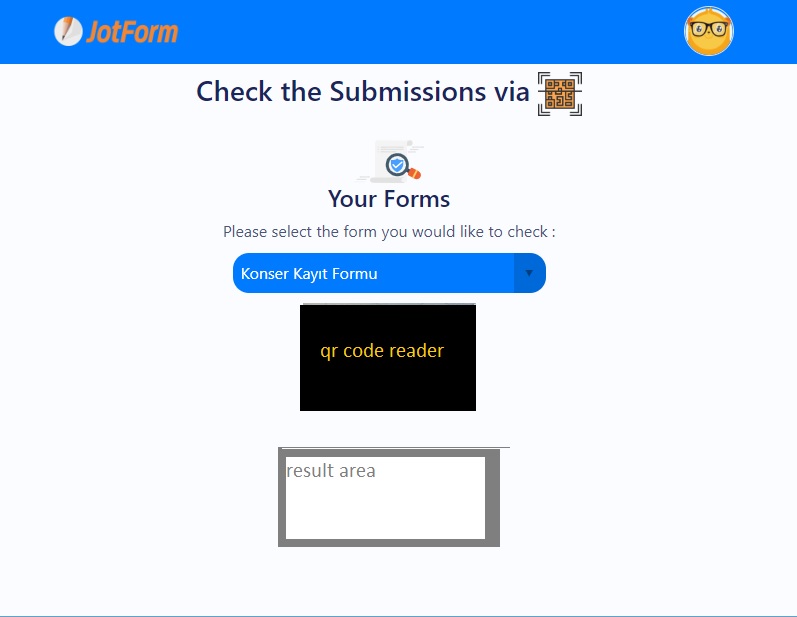 JotForm
Check the Submissions via
Your Forms
Please select the form you would like to check :
Konser Kayıt Formu
qr code reader
result area